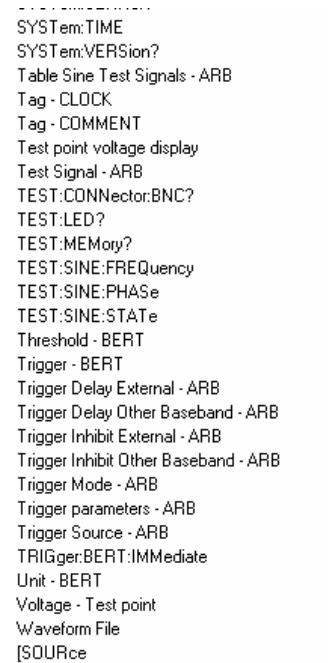 SYSTem:TIME
SYSTem:VERSion?
Table Sine Test Signals - ARB
Tag - CLOCK
Tag - COMMENT
Test point voltage display
Test Signal - ARB
TEST:CONNector:BNC?
TEST:LED?
TEST:MEMory?
TEST:SINE:FREQuency
TEST:SINE:PHASe
TEST:SINE:STATe
Threshold - BERT
Trigger - BERT
Trigger Delay External - ARB
Trigger Delay Other Baseband - ARB
Trigger Inhibit External - ARB
Trigger Inhibit Other Baseband - ARB
Trigger Mode - ARB
Trigger parameters - ARB
Trigger Source - ARB
TRIGger:BERT:IMMediate
Unit - BERT
Voltage - Test point
Waveform File
[SOURce